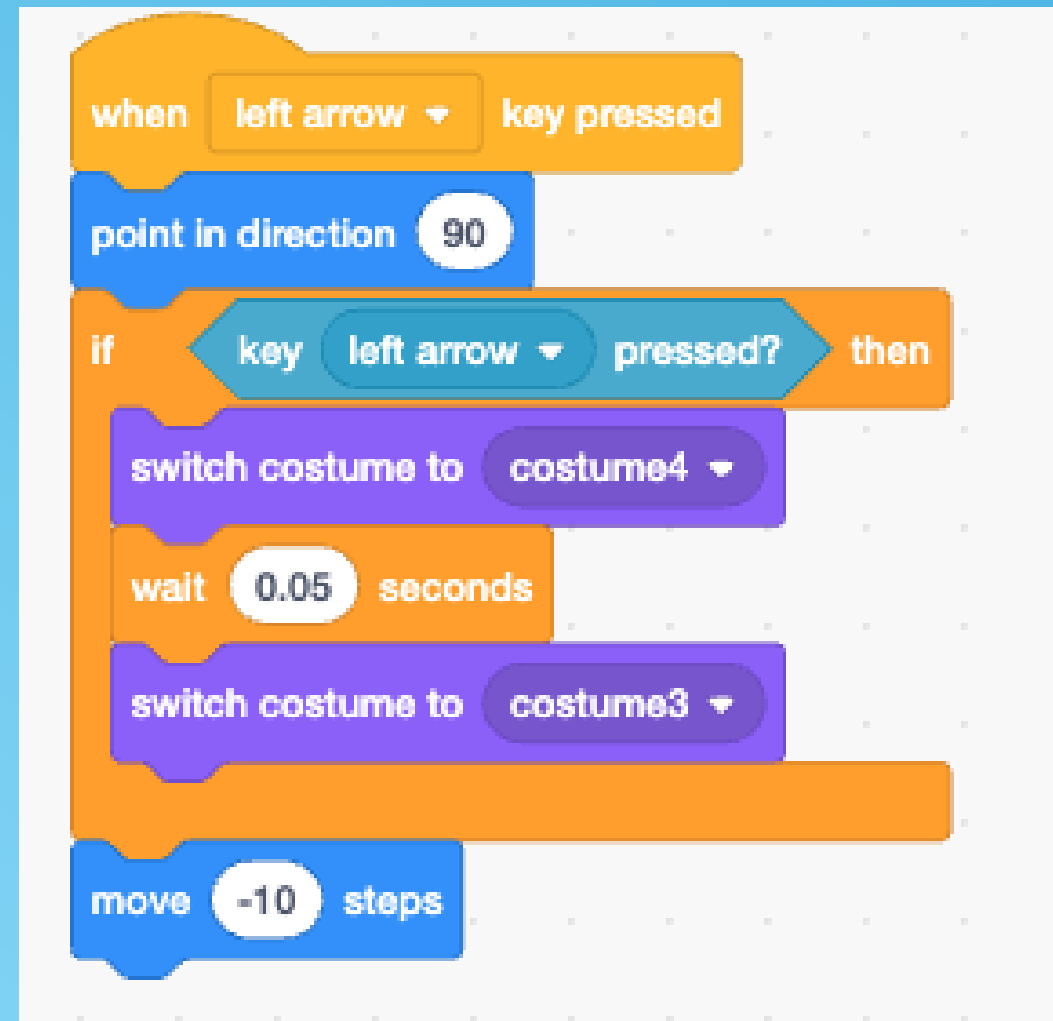 when left arrow key pressed
point in direction 90
if key left arrow pressed? then
switch costume to costume4
wait 0.05 seconds
switch costume to costume3
move -10 steps